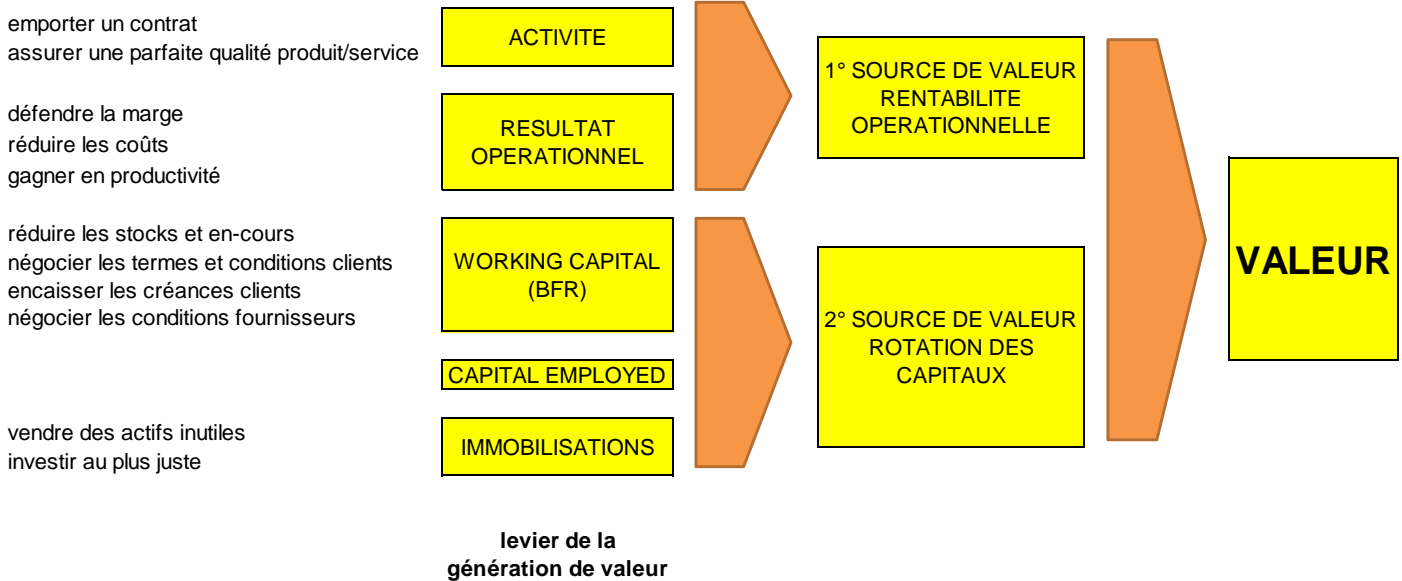 emporter un contrat
assurer une parfaite qualité produit/service
ACTIVITE
défendre la marge
réduire les coûts
gagner en productivité
RESULTAT
OPERATIONNEL
1° SOURCE DE VALEUR
RENTABILITE
OPERATIONNELLE
réduire les stocks et en-cours
négocier les termes et conditions clients
encaisser les créances clients
négocier les conditions fournisseurs
WORKING CAPITAL
(BFR)
CAPITAL EMPLOYED
vendre des actifs inutiles
investir au plus juste
IMMOBILISATIONS
2° SOURCE DE VALEUR
ROTATION DES
CAPITAUX
VALEUR
levier de la
génération de valeur